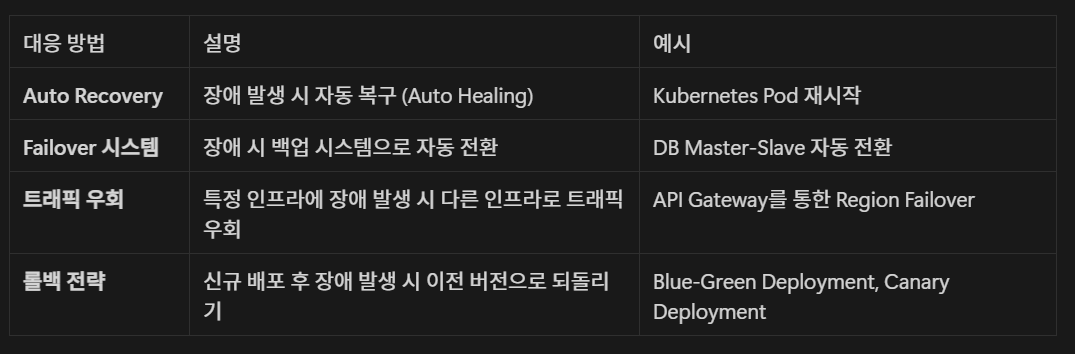 대응 방법
설명
예시
Auto Recovery
장애 발생 시 자동 복구 (Auto Healing)
Kubernetes Pod 재시작
Failover 시스템
장애 시 백업 시스템으로 자동 전환
DB Master-Slave 자동 전환
트래픽 우회
특정 인프라에 장애 발생 시 다른 인프라로 트래픽
우회
API Gateway를 통한 Region Failover
롤백 전략
신규 배포 후 장애 발생 시 이전 버전으로 되돌리
기
Blue-Green Deployment, Canary
Deployment